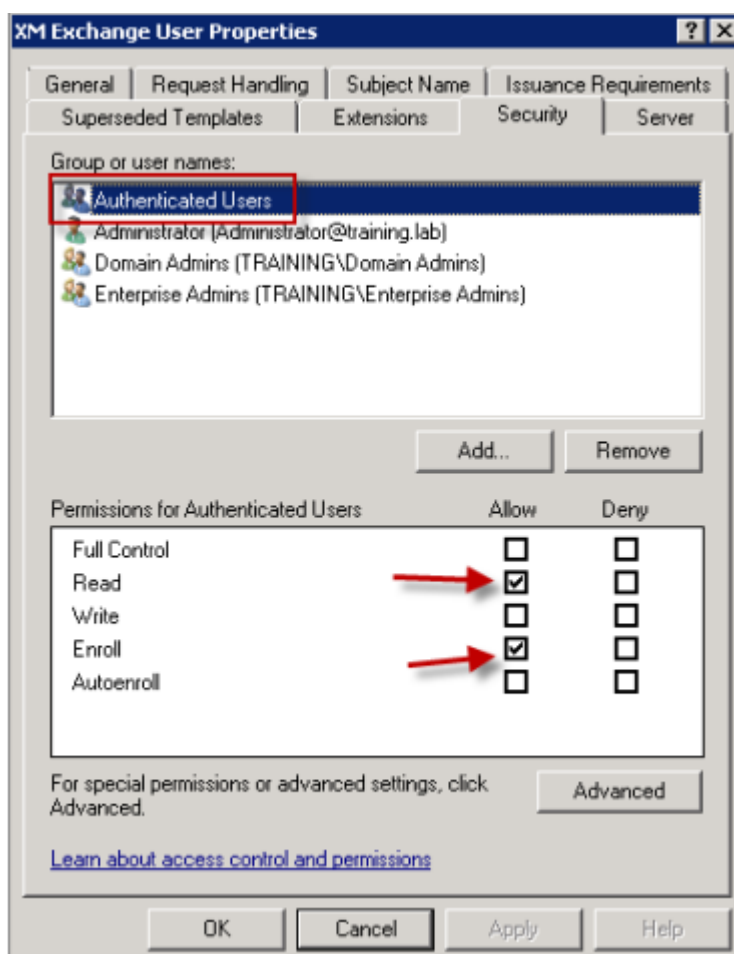 XM Exchange User Properties
General Request Handling Subject Name Issuance Requirements
Superseded Templates Extensions Security Server
Group or user names:
Authenticated Users
Administrator (Administrator@training.lab)
Domain Admins (TRAINING\Domain Admins)
Enterprise Admins (TRAINING\Enterprise Admins)
Add... Remove
Permissions for Authenticated Users Allow Deny
Full Control
Read
Write
Enroll
Autoenroll
For special permissions or advanced settings, click
Advanced.
Advanced
Learn about access control and permissions
OK Cancel Apply Help